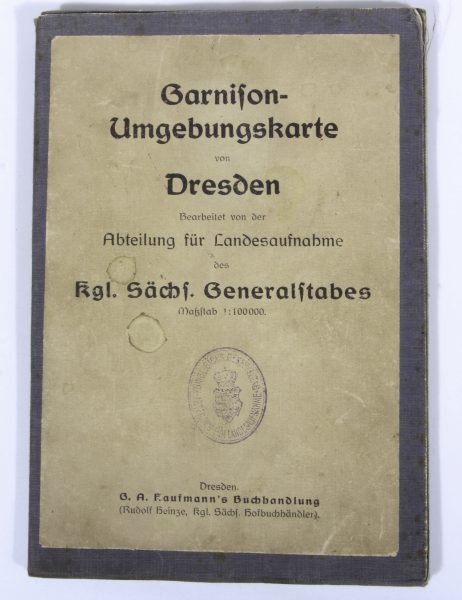 Garniſon-
Umgebungskarte
von
Dresden
Bearbeitet von der
Abteilung für Landesaufnahme
des
Kgl. Sächſ. Generalſtabes
Maßſtab 1:100000.
Dresden.
G. A. Kaufmann's Buchhandlung
(Rudolf Heinze, Kgl. Sächſ. Hofbuchhändler).